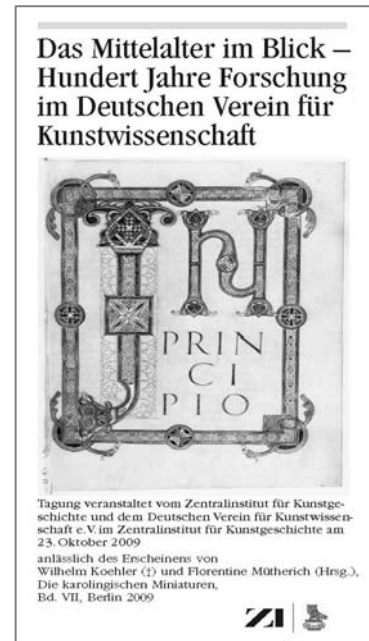 Das Mittelalter im Blick –
Hundert Jahre Forschung
im Deutschen Verein für
Kunstwissenschaft
IN
PRIN
CI
PIO
Tagung veranstaltet vom Zentralinstitut für Kunstge-
schichte und dem Deutschen Verein für Kunstwissen-
schaft e.V. im Zentralinstitut für Kunstgeschichte am
23. Oktober 2009
anlässlich des Erscheinens von
Wilhelm Koehler (†) und Florentine Mütherich (Hrsg.),
Die karolingischen Miniaturen,
Bd. VII, Berlin 2009
ZI